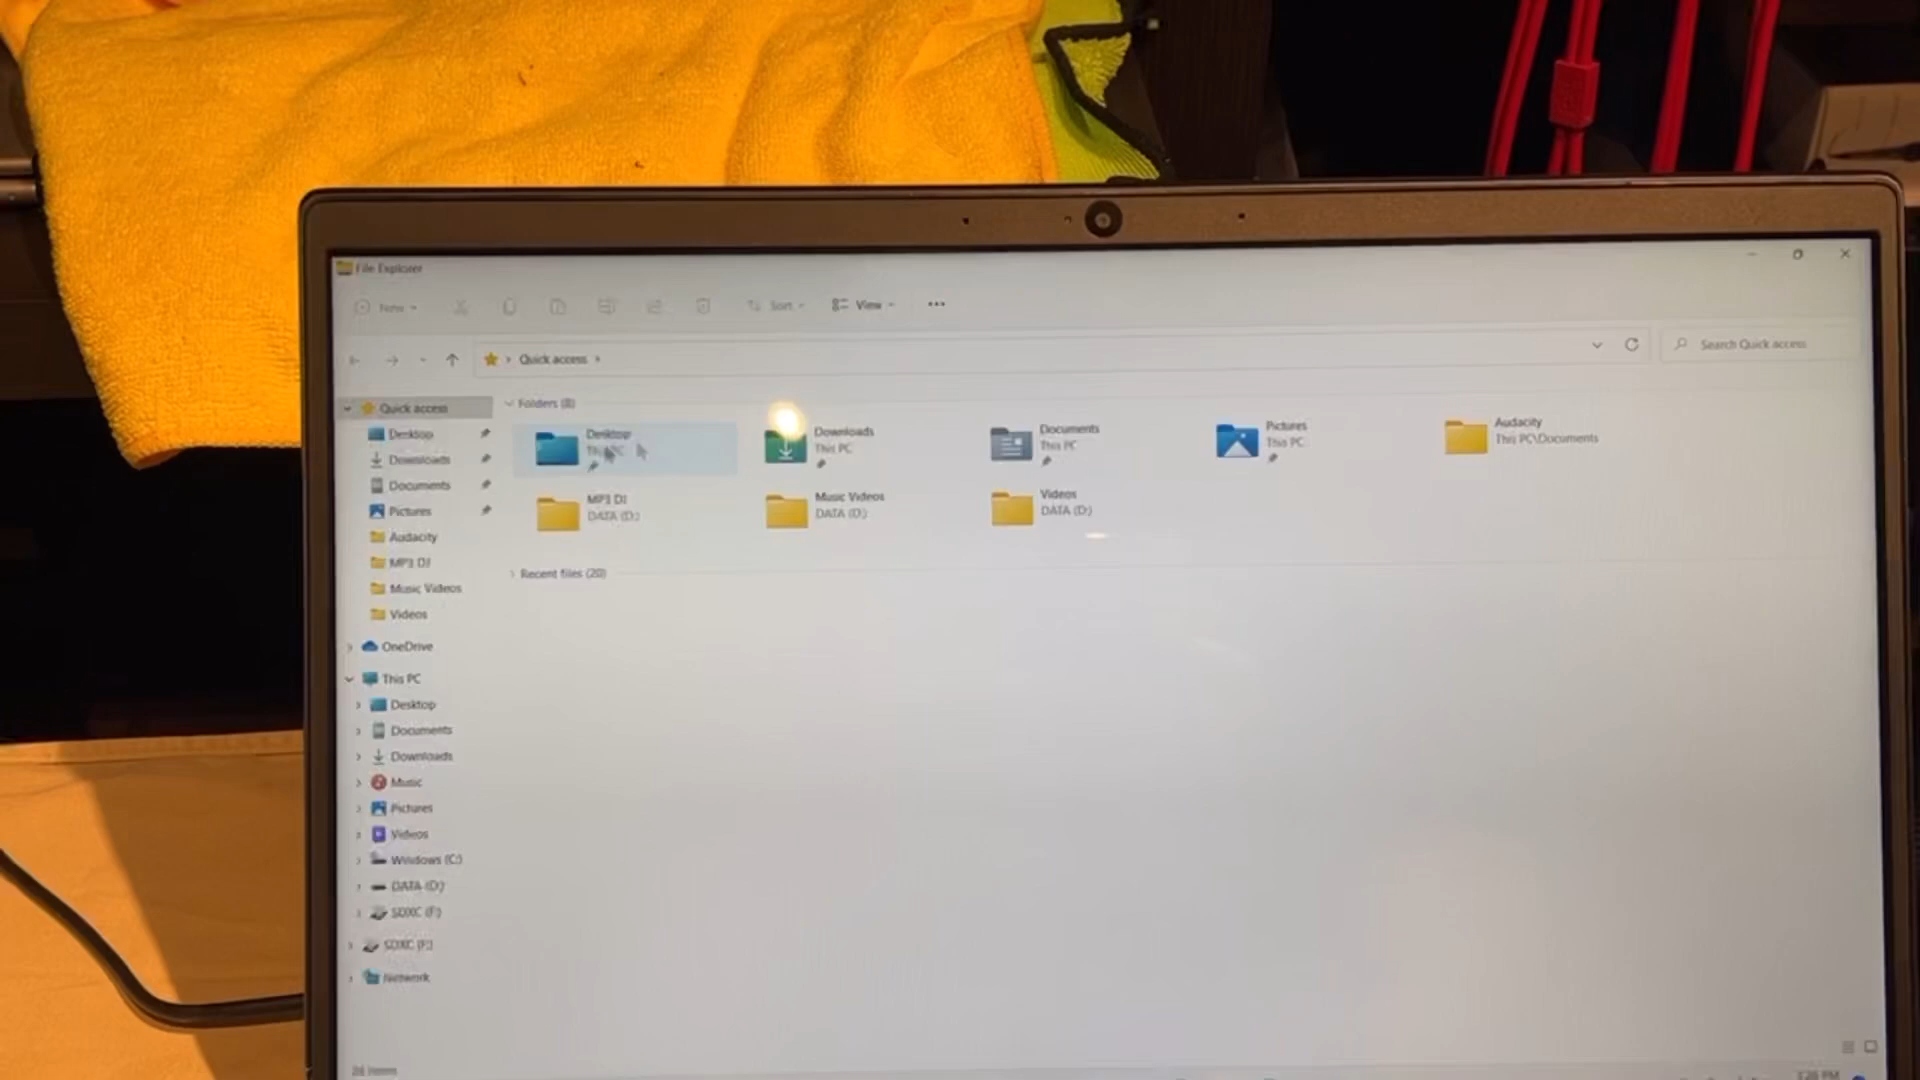 File Explorer
New
Sort
View
Quick access
Search Quick access
Quick access
Desktop
Downloads
Documents
Pictures
Audacity
MP3 DJ
Music Videos
Videos
OneDrive
This PC
Desktop
Documents
Downloads
Music
Pictures
Videos
Windows (C:)
DATA (D:)
SDXC (F:)
SDXC (F:)
Network
Folders (8)
Desktop
This PC
Downloads
This PC
Documents
This PC
Pictures
This PC
Audacity
This PC\Documents
MP3 DJ
DATA (D:)
Music Videos
DATA (D:)
Videos
DATA (D:)
Recent files (20)